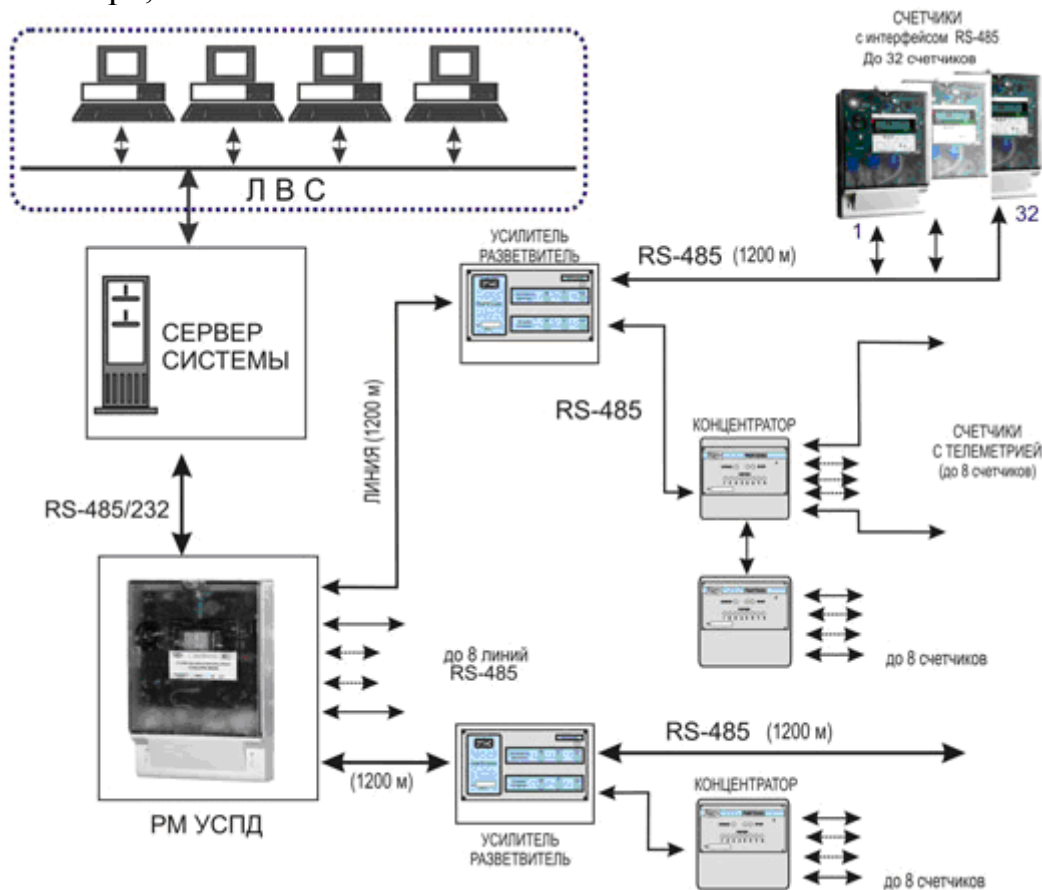 СЧЕТЧИКИ
с интерфейсом RS-485
До 32 счетчиков
Л В С
1
32
УСИЛИТЕЛЬ
РАЗВЕТВИТЕЛЬ
RS-485 (1200 м)
СЕРВЕР
СИСТЕМЫ
ЛИНИЯ (1200 м)
RS-485
КОНЦЕНТРАТОР
СЧЕТЧИКИ
С ТЕЛЕМЕТРИЕЙ
(до 8 счетчиков)
RS-485/232
до 8 линий
RS-485
до 8 счетчиков
RS-485 (1200 м)
(1200 м)
КОНЦЕНТРАТОР
РМ УСПД
УСИЛИТЕЛЬ
РАЗВЕТВИТЕЛЬ
до 8 счетчиков